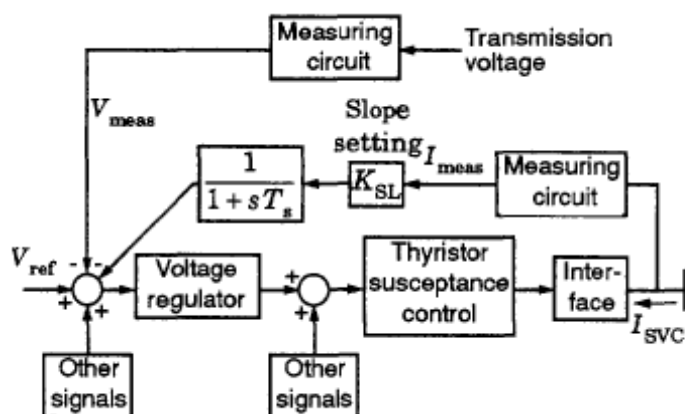 Measuring
circuit
Transmission
voltage
V_meas
Slope
setting
I_meas
Measuring
circuit
1
1 + s T_s
K_SL
- -
V_ref
+ +
Voltage
regulator
+
+
Thyristor
susceptance
control
Inter-
face
I_SVC
Other
signals
Other
signals